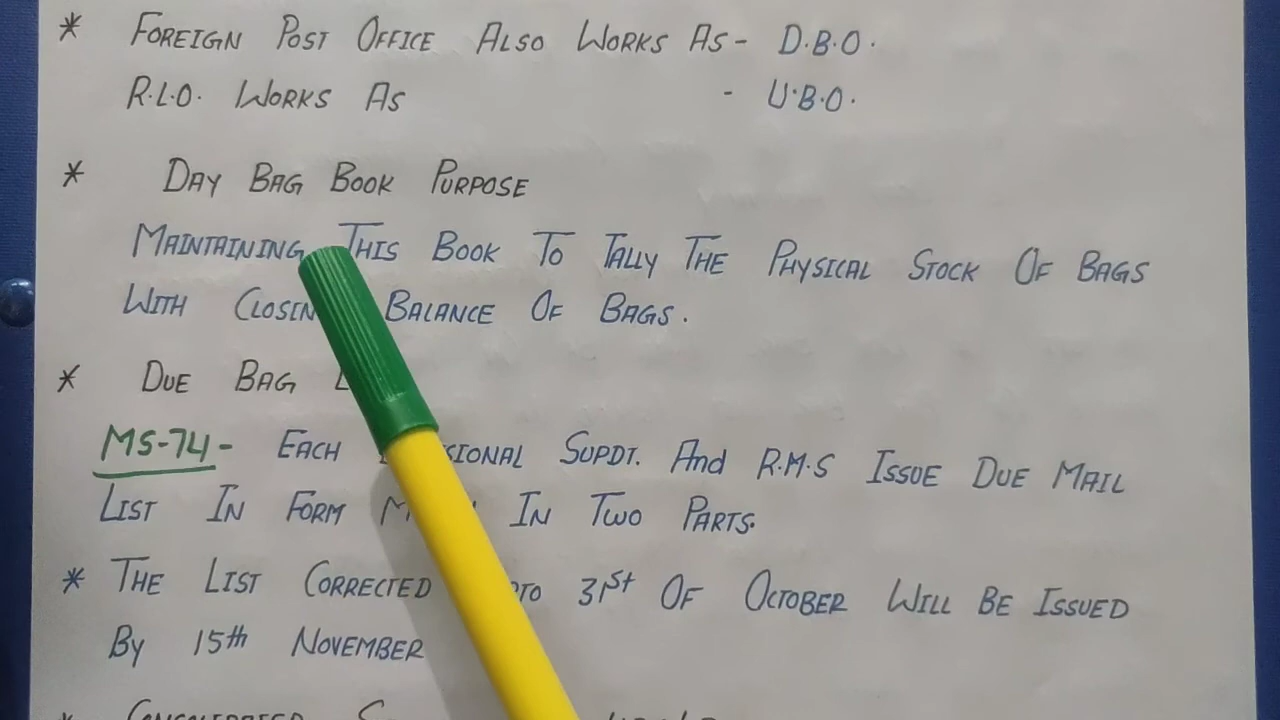 * FOREIGN POST OFFICE ALSO WORKS AS - D.B.O.
R.L.O. WORKS AS - U.B.O.
* DAY BAG BOOK PURPOSE
MAINTAINING THIS BOOK TO TALLY THE PHYSICAL STOCK OF BAGS
WITH BALANCE OF BAGS.
* DUE BAG
MS-74 - EACH SUPDT. And R.M.S ISSUE DUE MAIL
LIST IN FORM IN TWO PARTS.
* THE LIST CORRECTED 31st OF OCTOBER WILL BE ISSUED
By 15th NOVEMBER